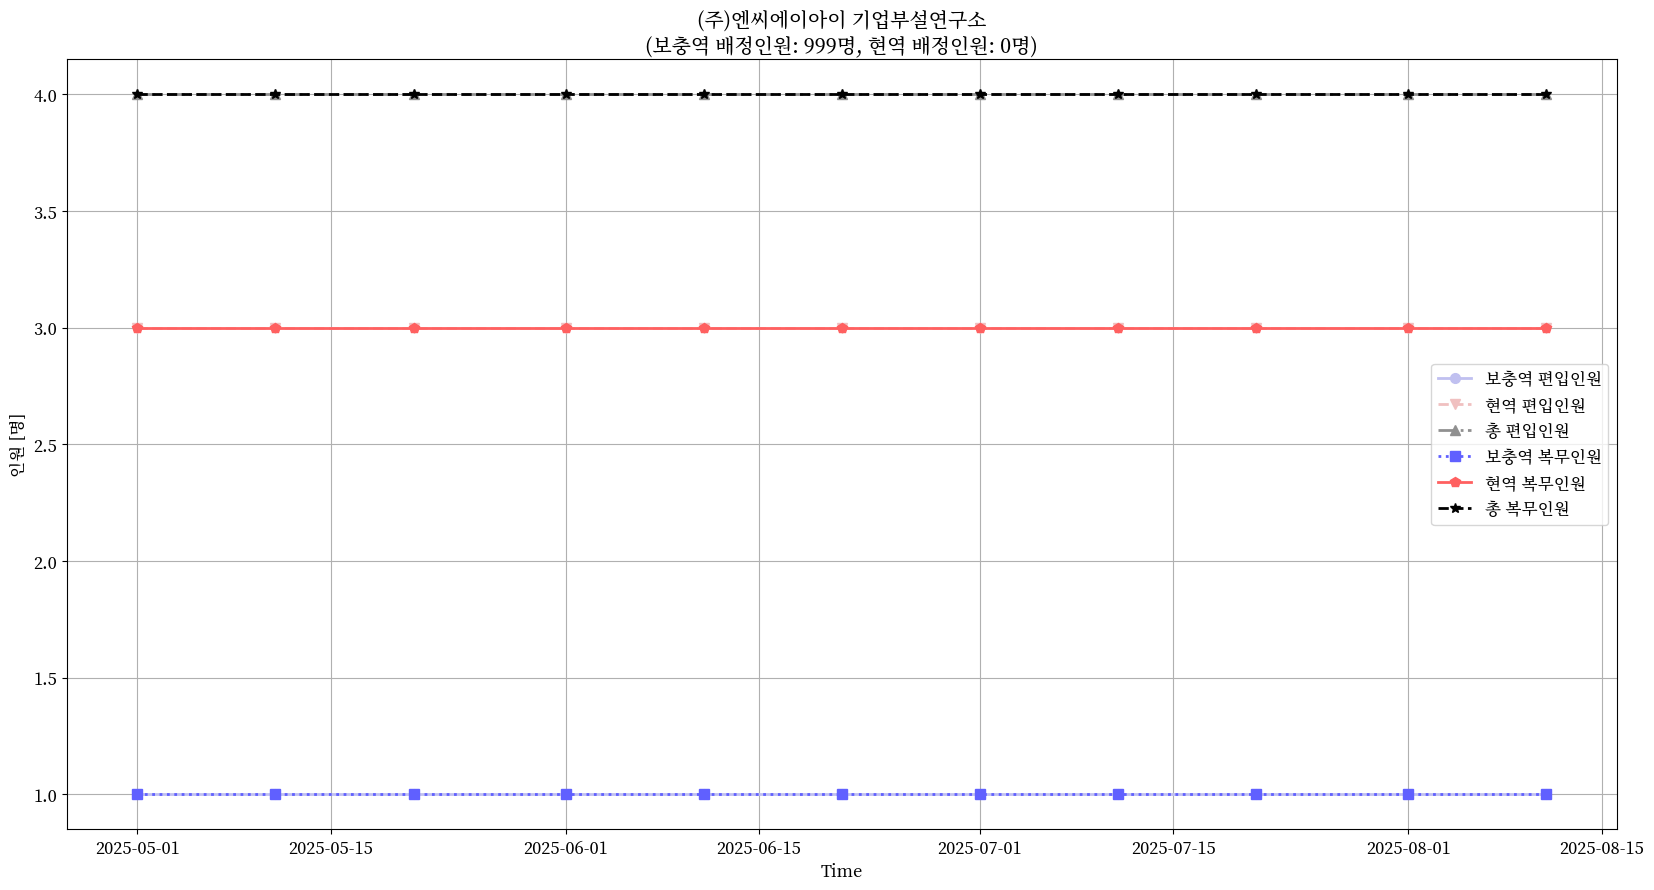 (주)엔씨에이아이 기업부설연구소
(보충역 배정인원: 999명, 현역 배정인원: 0명)
4.0
3.5
3.0
2.5
2.0
1.5
1.0
인원 [명]
보충역 편입인원
현역 편입인원
총 편입인원
보충역 복무인원
현역 복무인원
총 복무인원
2025-05-01 2025-05-15 2025-06-01 2025-06-15 2025-07-01 2025-07-15 2025-08-01 2025-08-15
Time